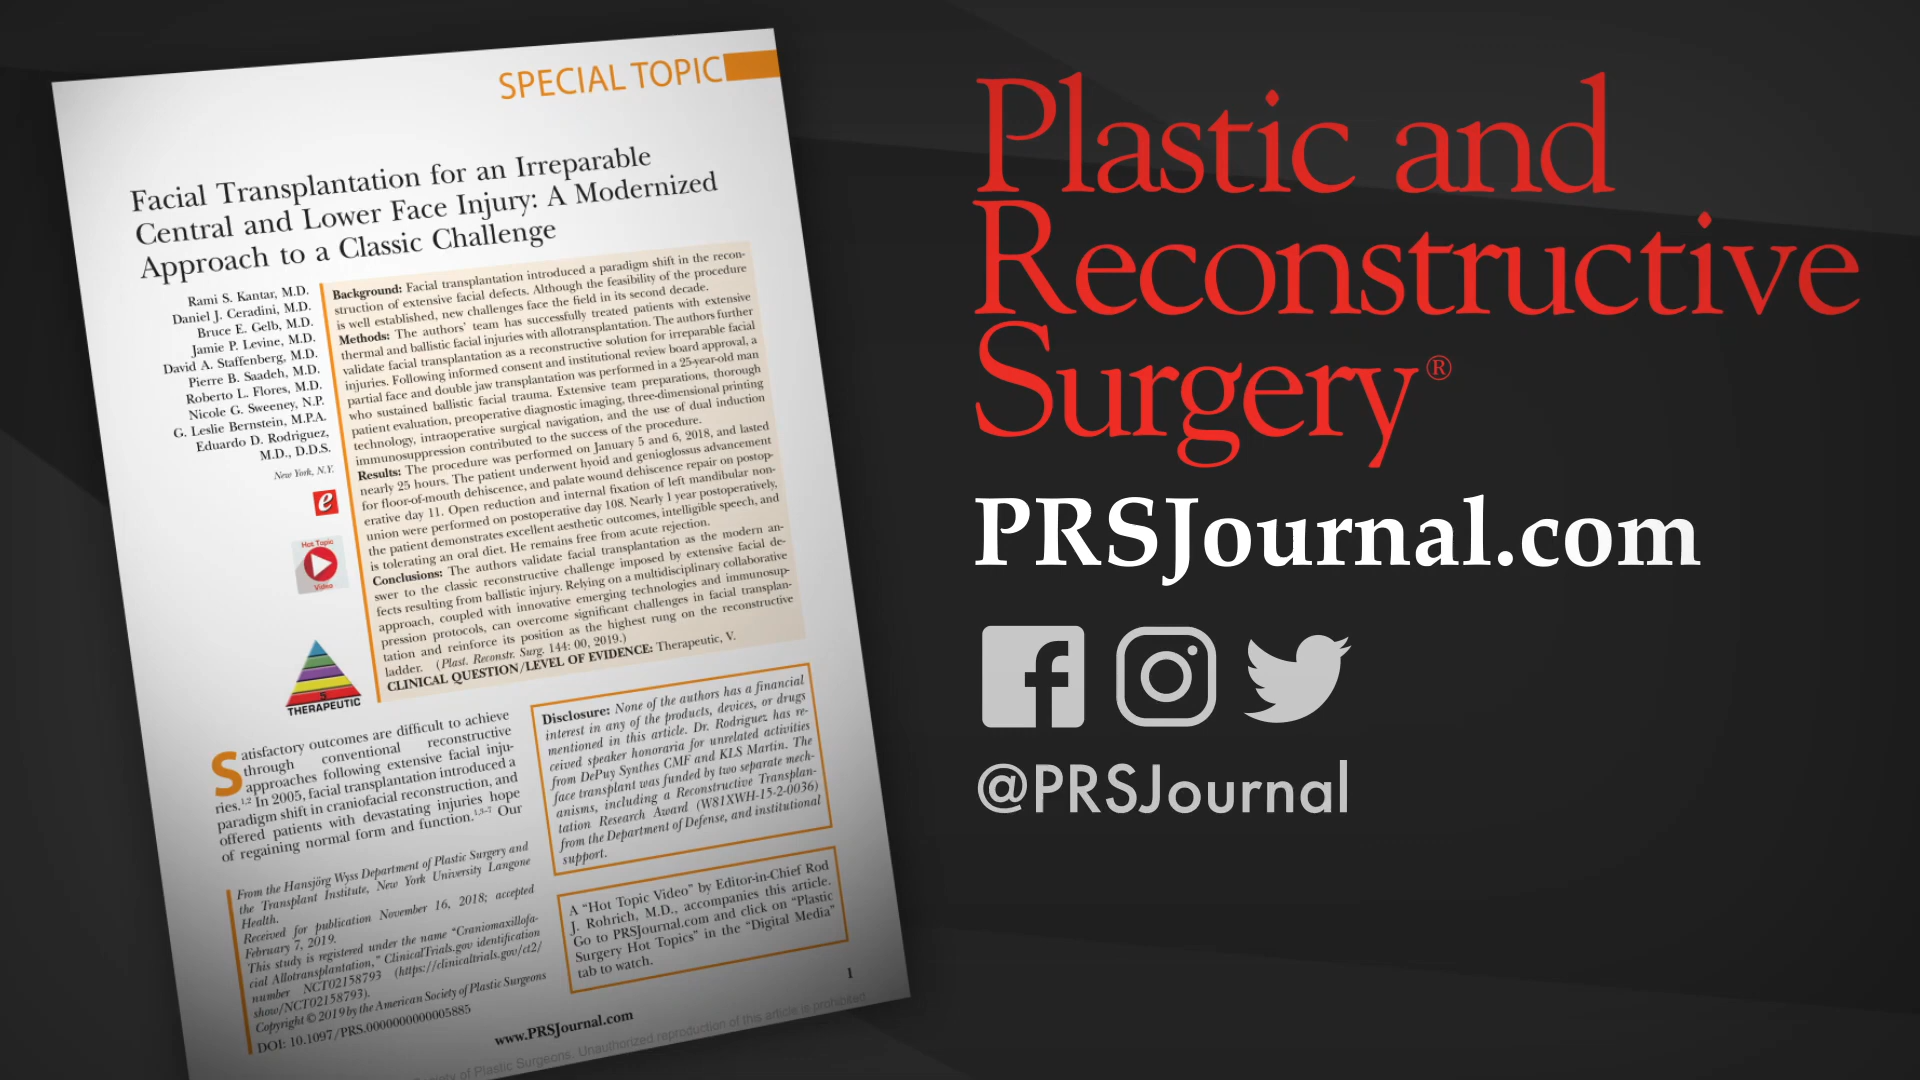 SPECIAL TOPIC
Facial Transplantation for an Irreparable
Central and Lower Face Injury: A Modernized
Approach to a Classic Challenge
Rami S. Kantar, M.D.
Daniel J. Ceradini, M.D.
Bruce E. Gelb, M.D.
Jamie P. Levine, M.D.
David A. Staffenberg, M.D.
Pierre B. Saadeh, M.D.
Roberto L. Flores, M.D.
Nicole G. Sweeney, N.P.
G. Leslie Bernstein, M.P.A.
Eduardo D. Rodriguez,
M.D., D.D.S.
New York, N.Y.
e
Hot Topic
Video
5
THERAPEUTIC
Background: Facial transplantation introduced a paradigm shift in the recon-
struction of extensive facial defects. Although the feasibility of the procedure
is well established, new challenges face the field in its second decade.
Methods: The authors' team has successfully treated patients with extensive
thermal and ballistic facial injuries with allotransplantation. The authors further
validate facial transplantation as a reconstructive solution for irreparable facial
injuries. Following informed consent and institutional review board approval, a
partial face and double jaw transplantation was performed in a 25-year-old man
who sustained ballistic facial trauma. Extensive team preparations, thorough
patient evaluation, preoperative diagnostic imaging, three-dimensional printing
technology, intraoperative surgical navigation, and the use of dual induction
immunosuppression contributed to the success of the procedure.
Results: The procedure was performed on January 5 and 6, 2018, and lasted
nearly 25 hours. The patient underwent hyoid and genioglossus advancement
for floor-of-mouth dehiscence, and palate wound dehiscence repair on postop-
erative day 11. Open reduction and internal fixation of left mandibular non-
union were performed on postoperative day 108. Nearly 1 year postoperatively,
the patient demonstrates excellent aesthetic outcomes, intelligible speech, and
is tolerating an oral diet. He remains free from acute rejection.
Conclusions: The authors validate facial transplantation as the modern an-
swer to the classic reconstructive challenge imposed by extensive facial de-
fects resulting from ballistic injury. Relying on a multidisciplinary collaborative
approach, coupled with innovative emerging technologies and immunosup-
pression protocols, can overcome significant challenges in facial transplan-
tation and reinforce its position as the highest rung on the reconstructive
ladder. (Plast. Reconstr. Surg. 144: 00, 2019.)
CLINICAL QUESTION/LEVEL OF EVIDENCE: Therapeutic, V.
Satisfactory outcomes are difficult to achieve
through conventional reconstructive
approaches following extensive facial inju-
ries.1,2 In 2005, facial transplantation introduced a
paradigm shift in craniofacial reconstruction, and
offered patients with devastating injuries hope
of regaining normal form and function.1,3–7 Our
From the Hansjörg Wyss Department of Plastic Surgery and
the Transplant Institute, New York University Langone
Health.
Received for publication November 16, 2018; accepted
February 7, 2019.
This study is registered under the name “Craniomaxillofa-
cial Allotransplantation,” ClinicalTrials.gov identification
number NCT02158793 (https://clinicaltrials.gov/ct2/
show/NCT02158793).
Copyright © 2019 by the American Society of Plastic Surgeons
DOI: 10.1097/PRS.0000000000005885
Disclosure: None of the authors has a financial
interest in any of the products, devices, or drugs
mentioned in this article. Dr. Rodriguez has re-
ceived speaker honoraria for unrelated activities
from DePuy Synthes CMF and KLS Martin. The
face transplant was funded by two separate mech-
anisms, including a Reconstructive Transplan-
tation Research Award (W81XWH-15-2-0036)
from the Department of Defense, and institutional
support.
A “Hot Topic Video” by Editor-in-Chief Rod
J. Rohrich, M.D., accompanies this article.
Go to PRSJournal.com and click on “Plastic
Surgery Hot Topics” in the “Digital Media”
tab to watch.
www.PRSJournal.com
1
of Plastic Surgeons. Unauthorized reproduction of this article is prohibited
Plastic and
Reconstructive
Surgery®
PRSJournal.com
@PRSJournal